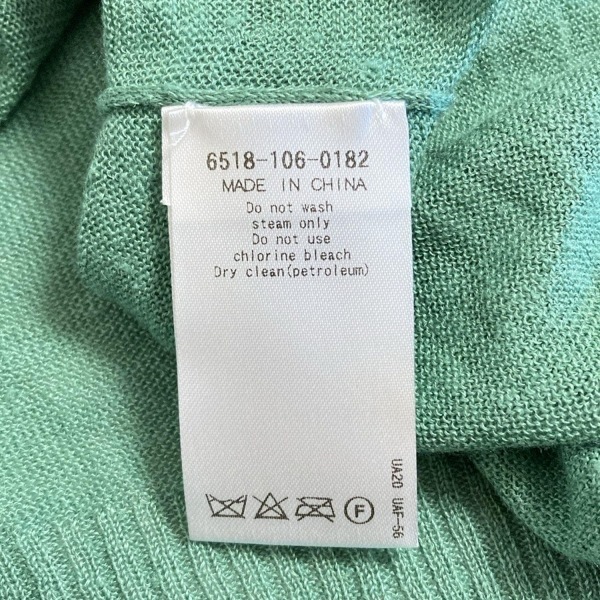 6518-106-0182
MADE IN CHINA
Do not wash
steam only
Do not use
chlorine bleach
Dry clean(petroleum)
F
UA20 UAF-56